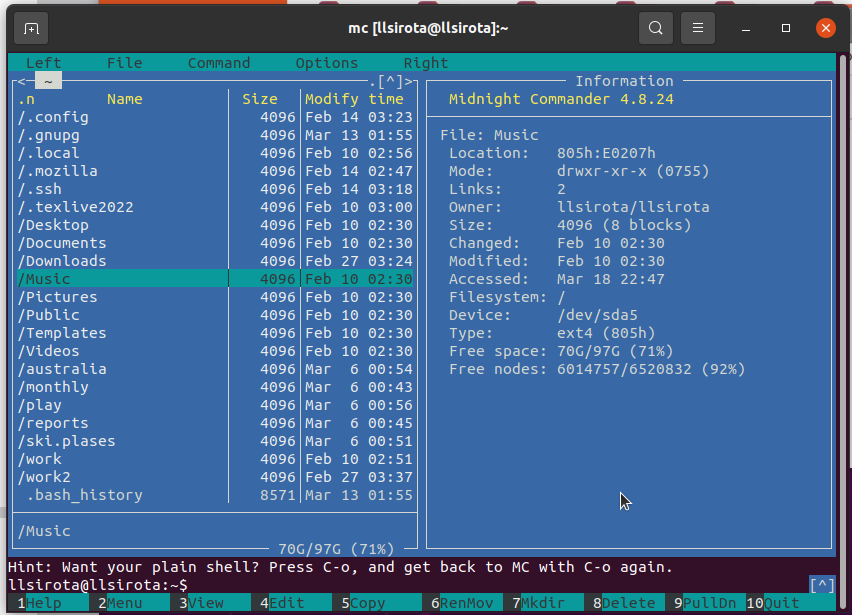 mc [llsirota@llsirota]:~
Left File Command Options Right
<─ ~ .[^]>
.n Name Size Modify time
/.config 4096 Feb 14 03:23
/.gnupg 4096 Mar 13 01:55
/.local 4096 Feb 10 02:56
/.mozilla 4096 Feb 14 02:47
/.ssh 4096 Feb 14 03:18
/.texlive2022 4096 Feb 10 03:00
/Desktop 4096 Feb 10 02:30
/Documents 4096 Feb 10 02:30
/Downloads 4096 Feb 27 03:24
/Music 4096 Feb 10 02:30
/Pictures 4096 Feb 10 02:30
/Public 4096 Feb 10 02:30
/Templates 4096 Feb 10 02:30
/Videos 4096 Feb 10 02:30
/australia 4096 Mar 6 00:54
/monthly 4096 Mar 6 00:43
/play 4096 Mar 6 00:56
/reports 4096 Mar 6 00:45
/ski.plases 4096 Mar 6 00:51
/work 4096 Feb 10 02:51
/work2 4096 Feb 27 03:37
.bash_history 8571 Mar 13 01:55
/Music
70G/97G (71%)
Information
Midnight Commander 4.8.24
File: Music
Location: 805h:E0207h
Mode: drwxr-xr-x (0755)
Links: 2
Owner: llsirota/llsirota
Size: 4096 (8 blocks)
Changed: Feb 10 02:30
Modified: Feb 10 02:30
Accessed: Mar 18 22:47
Filesystem: /
Device: /dev/sda5
Type: ext4 (805h)
Free space: 70G/97G (71%)
Free nodes: 6014757/6520832 (92%)
Hint: Want your plain shell? Press C-o, and get back to MC with C-o again.
llsirota@llsirota:~$ [^]
1Help 2Menu 3View 4Edit 5Copy 6RenMov 7Mkdir 8Delete 9PullDn 10Quit